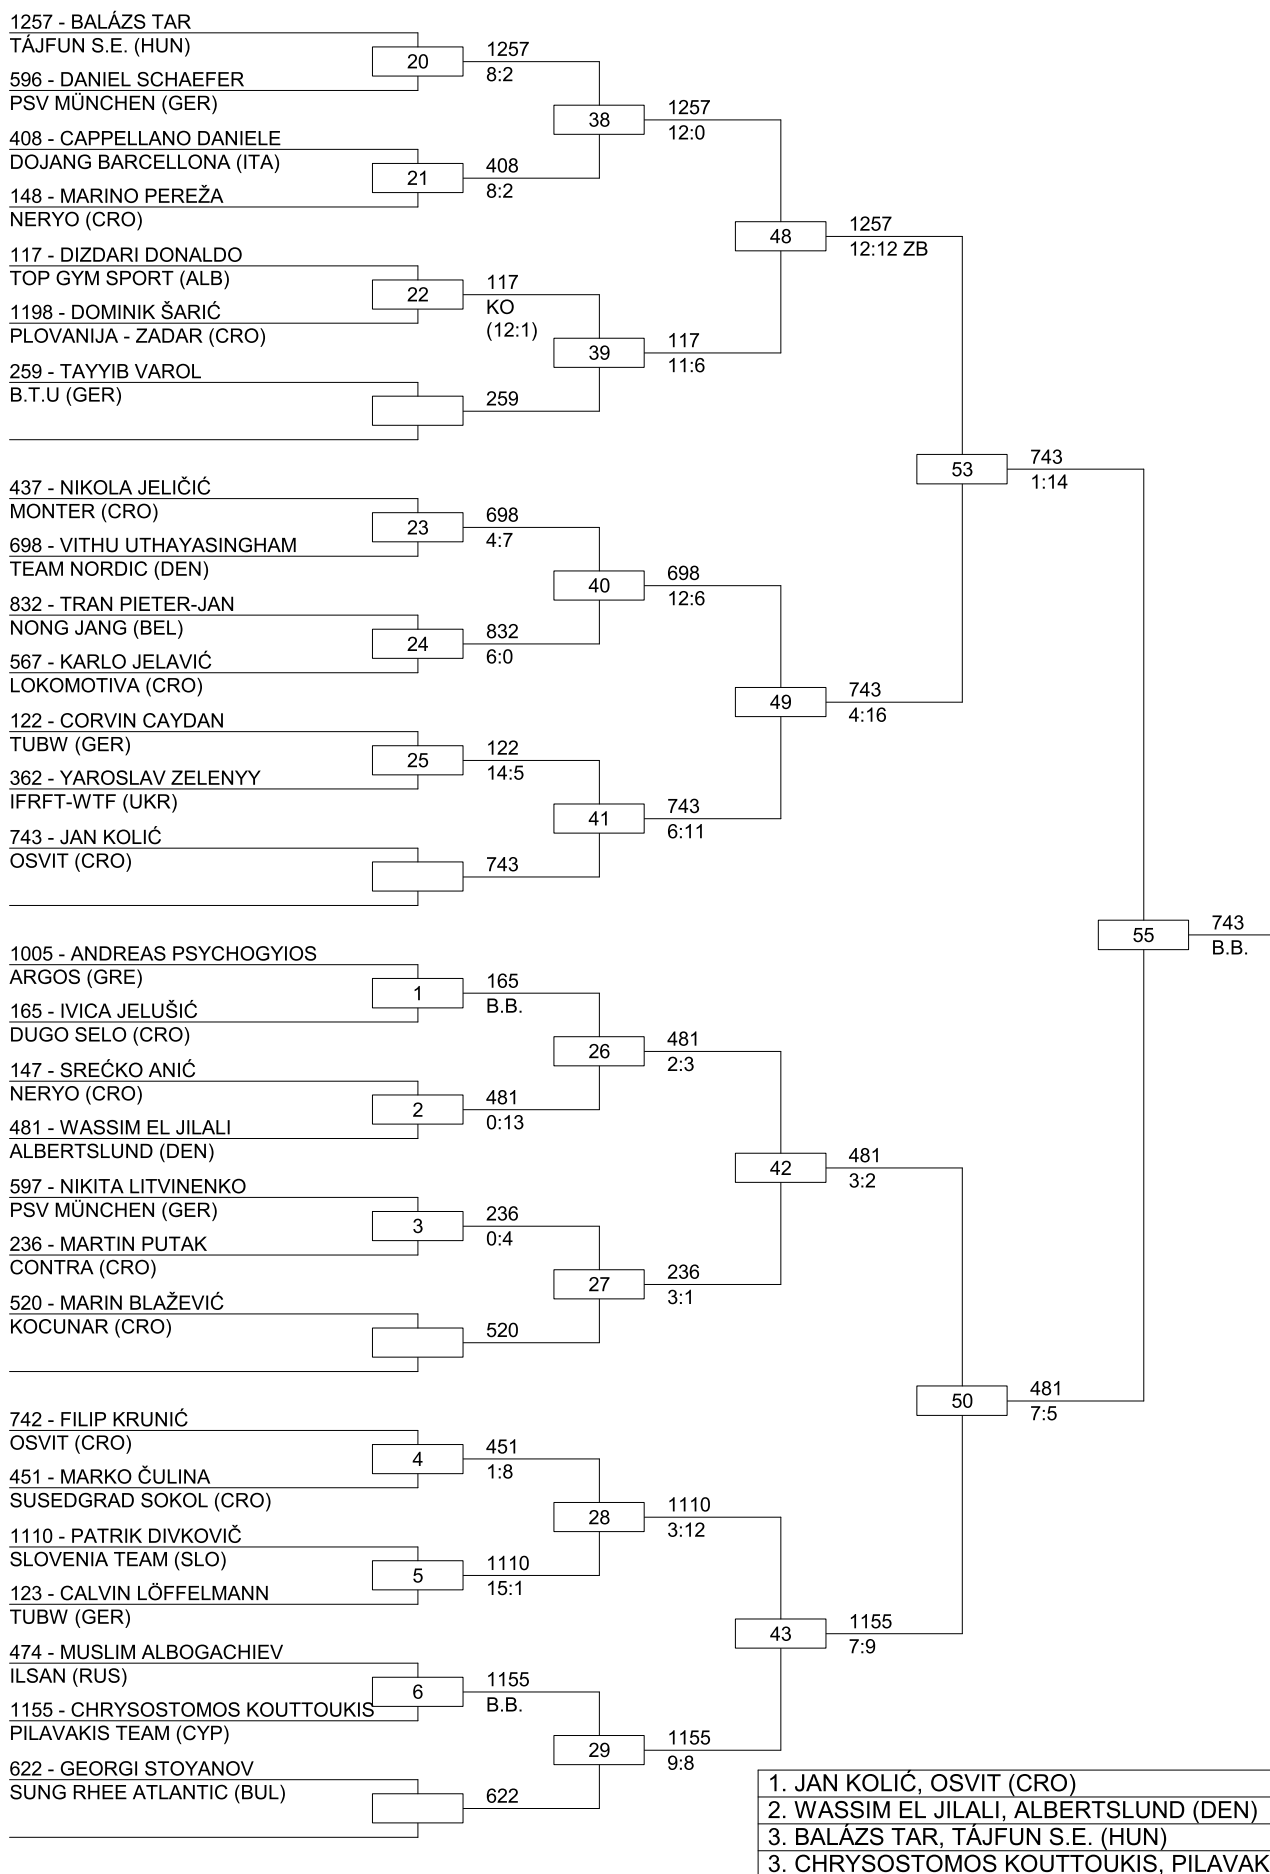 1257 - BALÁZS TAR
TÁJFUN S.E. (HUN)
20
1257
8:2
596 - DANIEL SCHAEFER
PSV MÜNCHEN (GER)
38
1257
12:0
408 - CAPPELLANO DANIELE
DOJANG BARCELLONA (ITA)
21
408
8:2
148 - MARINO PEREŽA
NERYO (CRO)
48
1257
12:12 ZB
117 - DIZDARI DONALDO
TOP GYM SPORT (ALB)
22
117
KO
(12:1)
1198 - DOMINIK ŠARIĆ
PLOVANIJA - ZADAR (CRO)
39
117
11:6
259 - TAYYIB VAROL
B.T.U (GER)
259
53
743
1:14
437 - NIKOLA JELIČIĆ
MONTER (CRO)
23
698
4:7
698 - VITHU UTHAYASINGHAM
TEAM NORDIC (DEN)
40
698
12:6
832 - TRAN PIETER-JAN
NONG JANG (BEL)
24
832
6:0
567 - KARLO JELAVIĆ
LOKOMOTIVA (CRO)
49
743
4:16
122 - CORVIN CAYDAN
TUBW (GER)
25
122
14:5
362 - YAROSLAV ZELENYY
IFRFT-WTF (UKR)
41
743
6:11
743 - JAN KOLIĆ
OSVIT (CRO)
743
55
743
B.B.
1005 - ANDREAS PSYCHOGYIOS
ARGOS (GRE)
1
165
B.B.
165 - IVICA JELUŠIĆ
DUGO SELO (CRO)
26
481
2:3
147 - SREĆKO ANIĆ
NERYO (CRO)
2
481
0:13
481 - WASSIM EL JILALI
ALBERTSLUND (DEN)
42
481
3:2
597 - NIKITA LITVINENKO
PSV MÜNCHEN (GER)
3
236
0:4
236 - MARTIN PUTAK
CONTRA (CRO)
27
236
3:1
520 - MARIN BLAŽEVIĆ
KOCUNAR (CRO)
520
50
481
7:5
742 - FILIP KRUNIĆ
OSVIT (CRO)
4
451
1:8
451 - MARKO ČULINA
SUSEDGRAD SOKOL (CRO)
28
1110
3:12
1110 - PATRIK DIVKOVIČ
SLOVENIA TEAM (SLO)
5
1110
15:1
123 - CALVIN LÖFFELMANN
TUBW (GER)
43
1155
7:9
474 - MUSLIM ALBOGACHIEV
ILSAN (RUS)
6
1155
B.B.
1155 - CHRYSOSTOMOS KOUTTOUKIS
PILAVAKIS TEAM (CYP)
29
1155
9:8
622 - GEORGI STOYANOV
SUNG RHEE ATLANTIC (BUL)
622
1. JAN KOLIĆ, OSVIT (CRO)
2. WASSIM EL JILALI, ALBERTSLUND (DEN)
3. BALÁZS TAR, TÁJFUN S.E. (HUN)
3. CHRYSOSTOMOS KOUTTOUKIS, PILAVAK